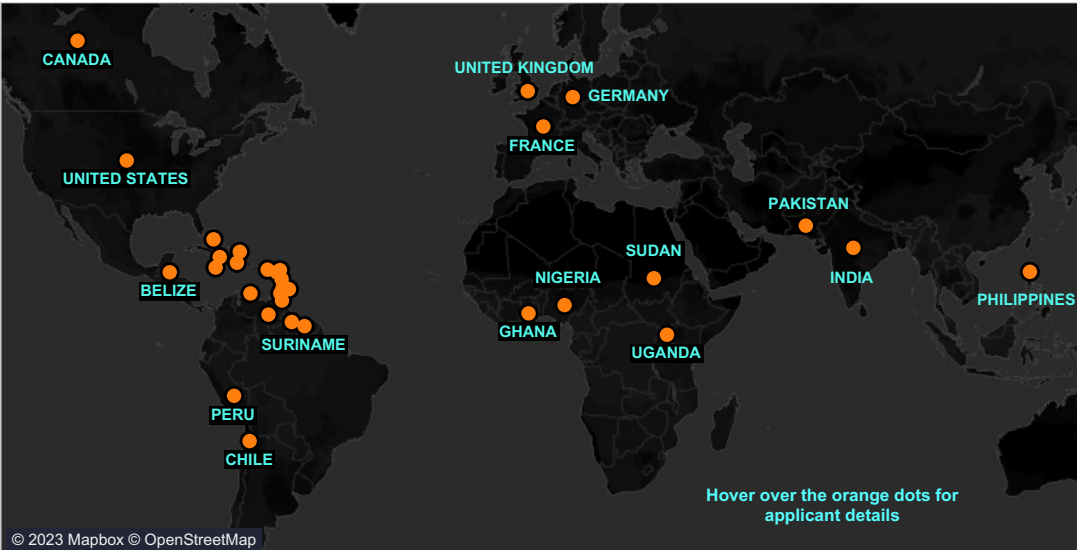 CANADA
UNITED KINGDOM
GERMANY
FRANCE
UNITED STATES
PAKISTAN
SUDAN
INDIA
NIGERIA
BELIZE
PHILIPPINES
GHANA
SURINAME
UGANDA
PERU
CHILE
Hover over the orange dots for
applicant details
© 2023 Mapbox © OpenStreetMap